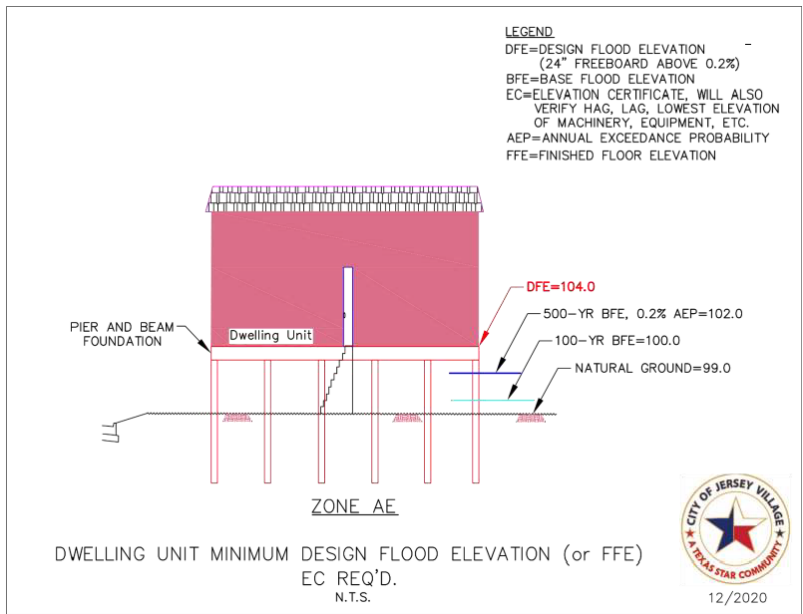 LEGEND
DFE=DESIGN FLOOD ELEVATION
(24" FREEBOARD ABOVE 0.2%)
BFE=BASE FLOOD ELEVATION
EC=ELEVATION CERTIFICATE, WILL ALSO
VERIFY HAG, LAG, LOWEST ELEVATION
OF MACHINERY, EQUIPMENT, ETC.
AEP=ANNUAL EXCEEDANCE PROBABILITY
FFE=FINISHED FLOOR ELEVATION
DFE=104.0
500-YR BFE, 0.2% AEP=102.0
100-YR BFE=100.0
NATURAL GROUND=99.0
PIER AND BEAM
FOUNDATION
Dwelling Unit
ZONE AE
DWELLING UNIT MINIMUM DESIGN FLOOD ELEVATION (or FFE)
EC REQ'D.
N.T.S.
CITY OF JERSEY VILLAGE
A TEXAS STAR COMMUNITY
12/2020